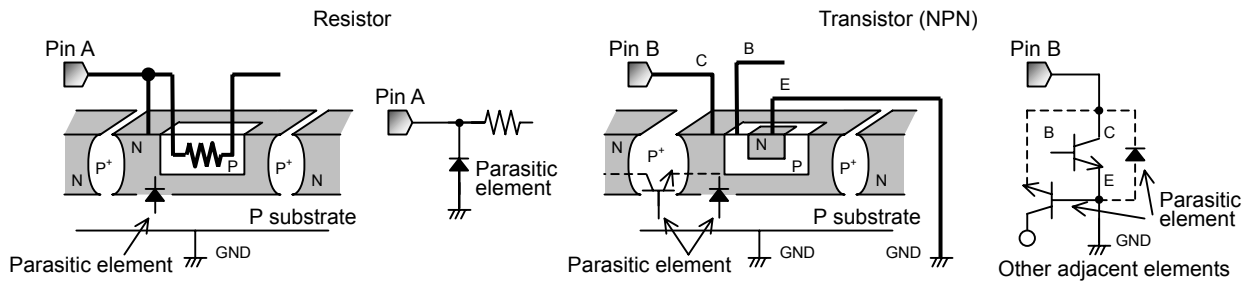 Resistor
Transistor (NPN)
Pin A
Pin B
C
B
E
Pin B
Pin A
B
C
E
N
P+
N
P
P+
N
N
P+
N
P
P+
N
Parasitic
element
Parasitic
element
P substrate
P substrate
GND
GND
GND
GND
Parasitic element
Parasitic element
Other adjacent elements